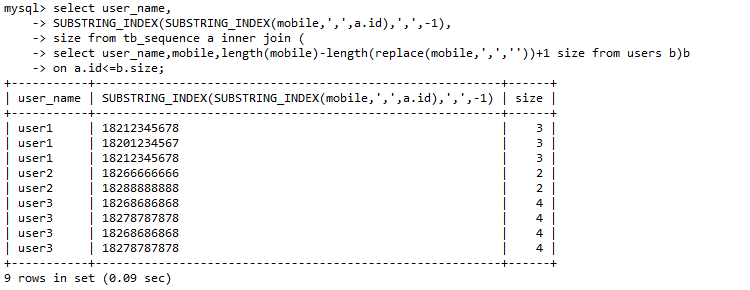 mysql> select user_name,
    -> SUBSTRING_INDEX(SUBSTRING_INDEX(mobile,',',a.id),',',-1),
    -> size from tb_sequence a inner join (
    -> select user_name,mobile,length(mobile)-length(replace(mobile,',',''))+1 size from users b)b
    -> on a.id<=b.size;
+-----------+----------------------------------------------------------+------+
| user_name | SUBSTRING_INDEX(SUBSTRING_INDEX(mobile,',',a.id),',',-1) | size |
+-----------+----------------------------------------------------------+------+
| user1     | 18212345678                                              |    3 |
| user1     | 18201234567                                              |    3 |
| user1     | 18212345678                                              |    3 |
| user2     | 18266666666                                              |    2 |
| user2     | 18288888888                                              |    2 |
| user3     | 18268686868                                              |    4 |
| user3     | 18278787878                                              |    4 |
| user3     | 18268686868                                              |    4 |
| user3     | 18278787878                                              |    4 |
+-----------+----------------------------------------------------------+------+
9 rows in set (0.09 sec)